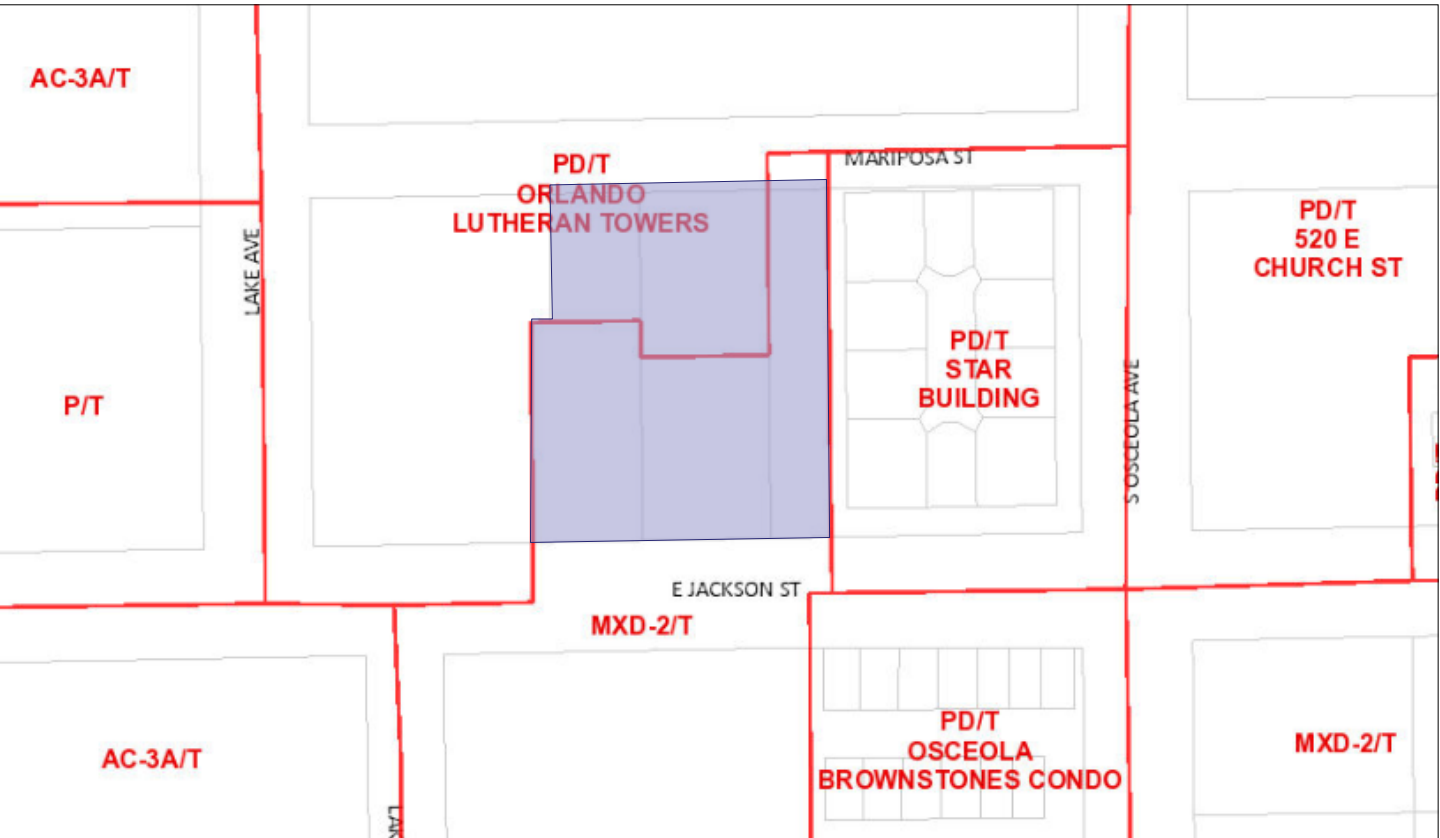 AC-3A/T
PD/T
ORLANDO
LUTHERAN TOWERS
MARIPOSA ST
PD/T
520 E
CHURCH ST
LAKE AVE
P/T
PD/T
STAR
BUILDING
S OSCEOLA AVE
E JACKSON ST
MXD-2/T
AC-3A/T
PD/T
OSCEOLA
BROWNSTONES CONDO
MXD-2/T